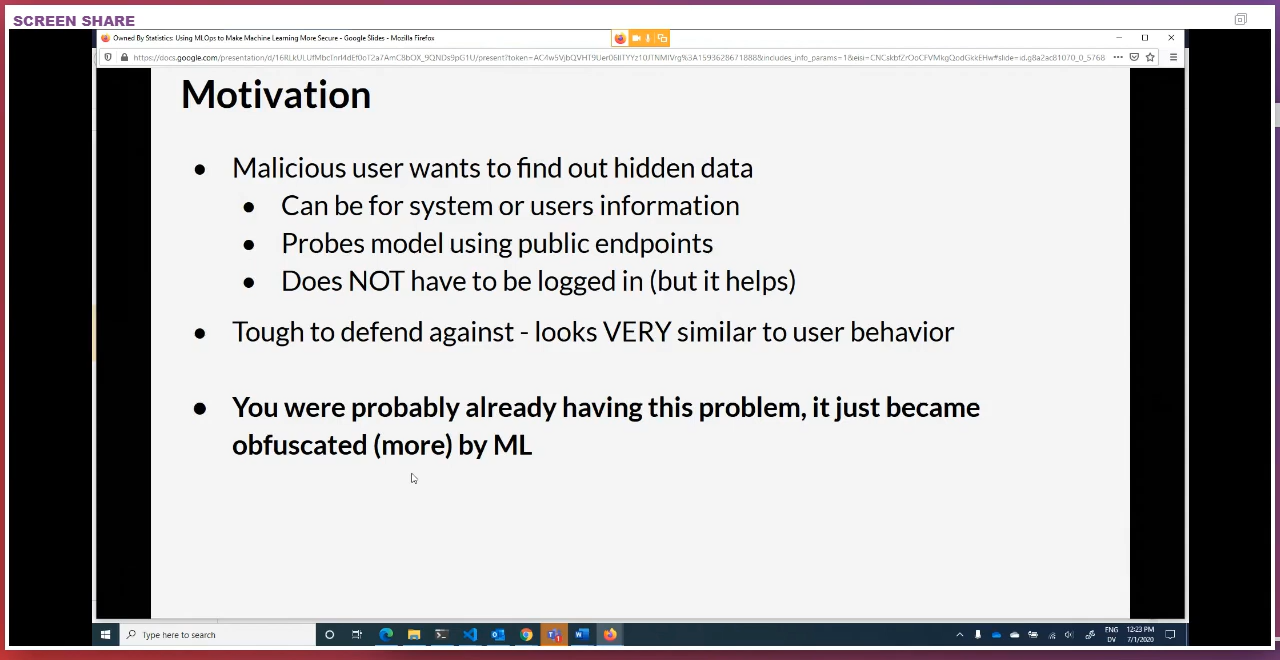 SCREEN SHARE
Owned By Statistics: Using MLOps to Make Machine Learning More Secure - Google Slides - Mozilla Firefox
Motivation
Malicious user wants to find out hidden data
Can be for system or users information
Probes model using public endpoints
Does NOT have to be logged in (but it helps)
Tough to defend against - looks VERY similar to user behavior
You were probably already having this problem, it just became
obfuscated (more) by ML
Type here to search
ENG
DV
12:23 PM
7/1/2020